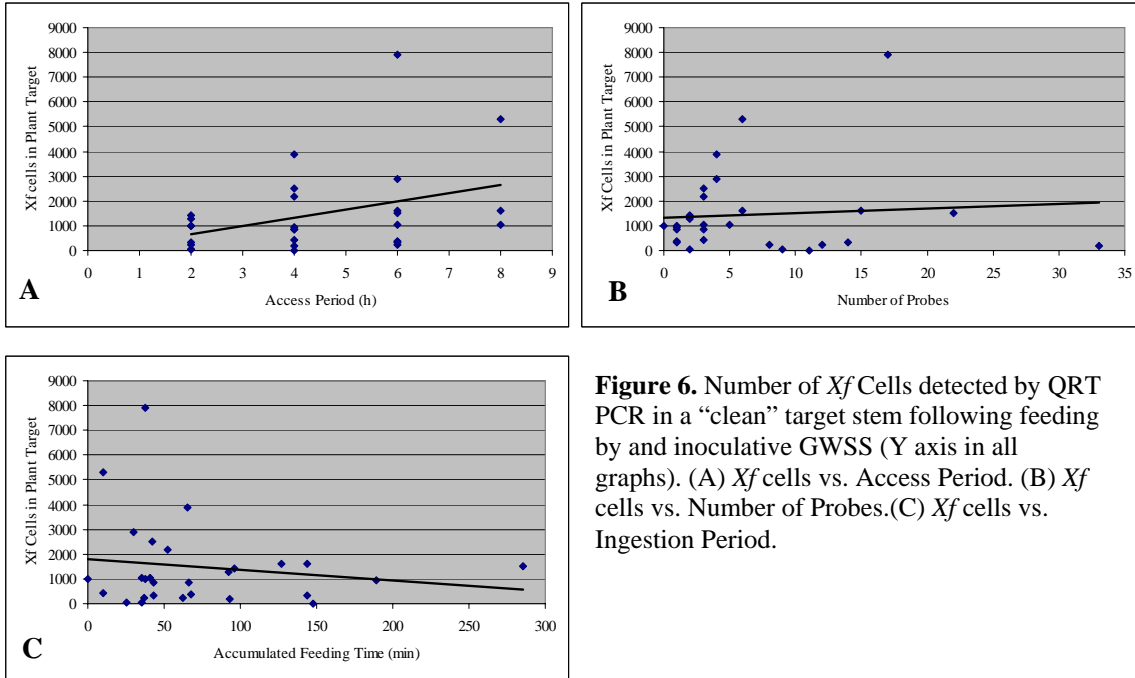 9000
8000
7000
6000
5000
4000
3000
2000
1000
0
Xf cells in Plant Target
0 1 2 3 4 5 6 7 8 9
Access Period (h)
A
9000
8000
7000
6000
5000
4000
3000
2000
1000
0
Xf Cells in Plant Target
0 5 10 15 20 25 30 35
Number of Probes
B
9000
8000
7000
6000
5000
4000
3000
2000
1000
0
Xf Cells in Plant Target
0 50 100 150 200 250 300
Accumulated Feeding Time (min)
C
Figure 6. Number of Xf Cells detected by QRT
PCR in a “clean” target stem following feeding
by and inoculative GWSS (Y axis in all
graphs). (A) Xf cells vs. Access Period. (B) Xf
cells vs. Number of Probes.(C) Xf cells vs.
Ingestion Period.